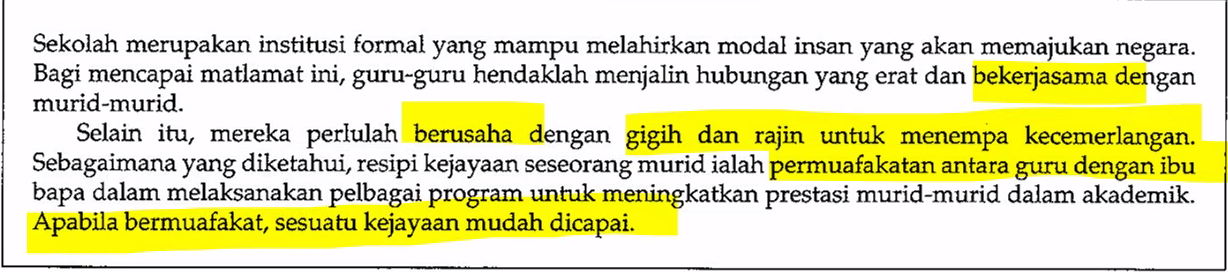 Sekolah merupakan institusi formal yang mampu melahirkan modal insan yang akan memajukan negara.
Bagi mencapai matlamat ini, guru-guru hendaklah menjalin hubungan yang erat dan bekerjasama dengan
murid-murid.
Selain itu, mereka perlulah berusaha dengan gigih dan rajin untuk menempa kecemerlangan.
Sebagaimana yang diketahui, resipi kejayaan seseorang murid ialah permuafakatan antara guru dengan ibu
bapa dalam melaksanakan pelbagai program untuk meningkatkan prestasi murid-murid dalam akademik.
Apabila bermuafakat, sesuatu kejayaan mudah dicapai.